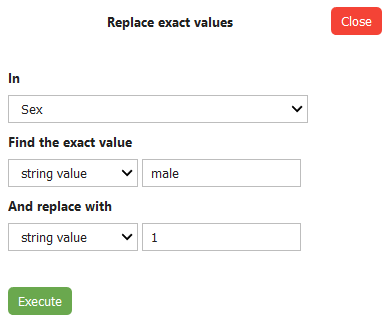 Replace exact values
Close
In
Sex
Find the exact value
string value
male
And replace with
string value
1
Execute